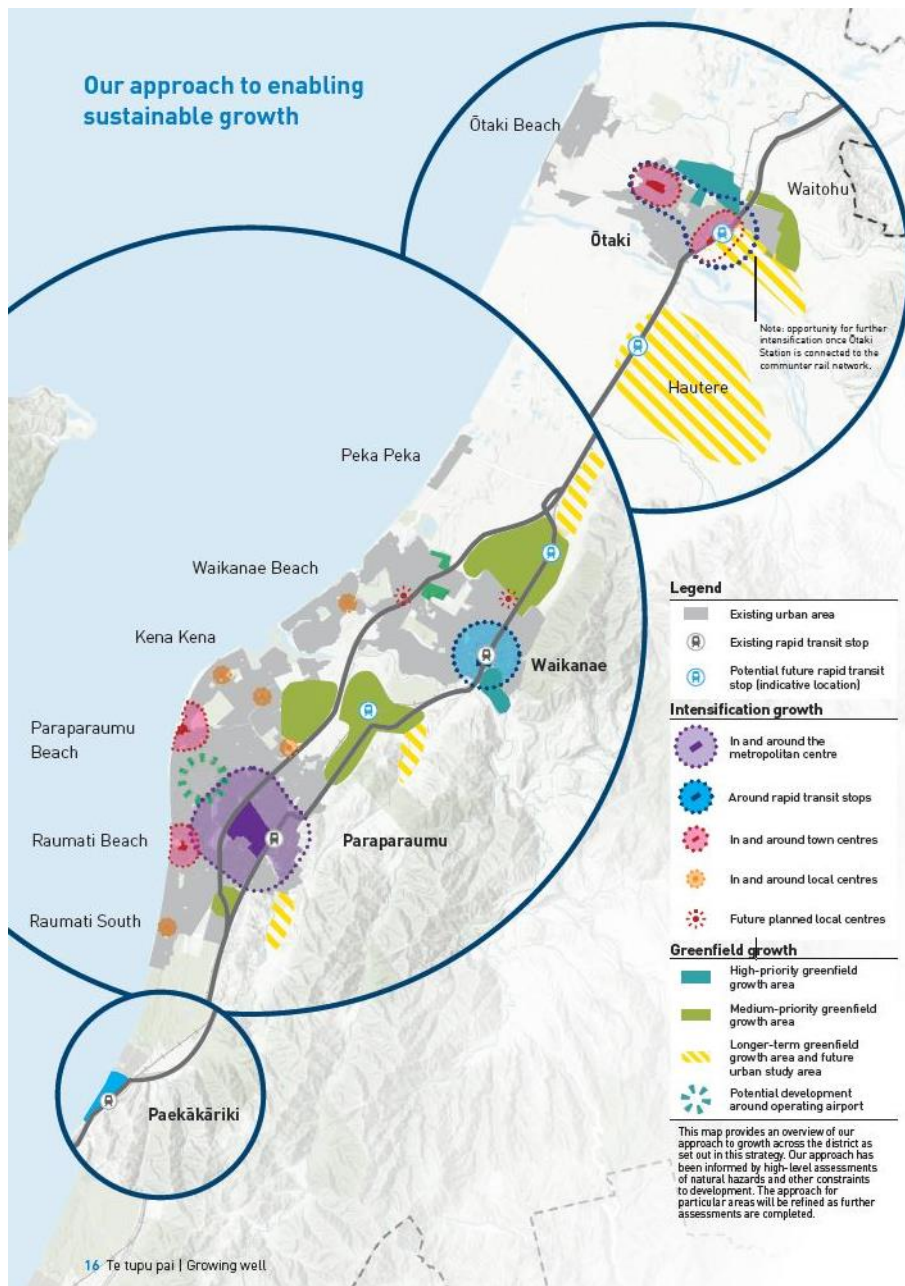 Our approach to enabling
sustainable growth
Ōtaki Beach
Waitohu
Ōtaki
Note: opportunity for further
intensification once Ōtaki
Station is connected to the
communter rail network.
Hautere
Peka Peka
Waikanae Beach
Kena Kena
Waikanae
Paraparaumu
Beach
Raumati Beach
Paraparaumu
Raumati South
Paekākāriki
Legend
Existing urban area
Existing rapid transit stop
Potential future rapid transit
stop (indicative location)
Intensification growth
In and around the
metropolitan centre
Around rapid transit stops
In and around town centres
In and around local centres
Future planned local centres
Greenfield growth
High-priority greenfield
growth area
Medium-priority greenfield
growth area
Longer-term greenfield
growth area and future
urban study area
Potential development
around operating airport
This map provides an overview of our
approach to growth across the district as
set out in this strategy. Our approach has
been informed by high-level assessments
of natural hazards and other constraints
to development. The approach for
particular areas will be refined as further
assessments are completed.
16 Te tupu pai | Growing well